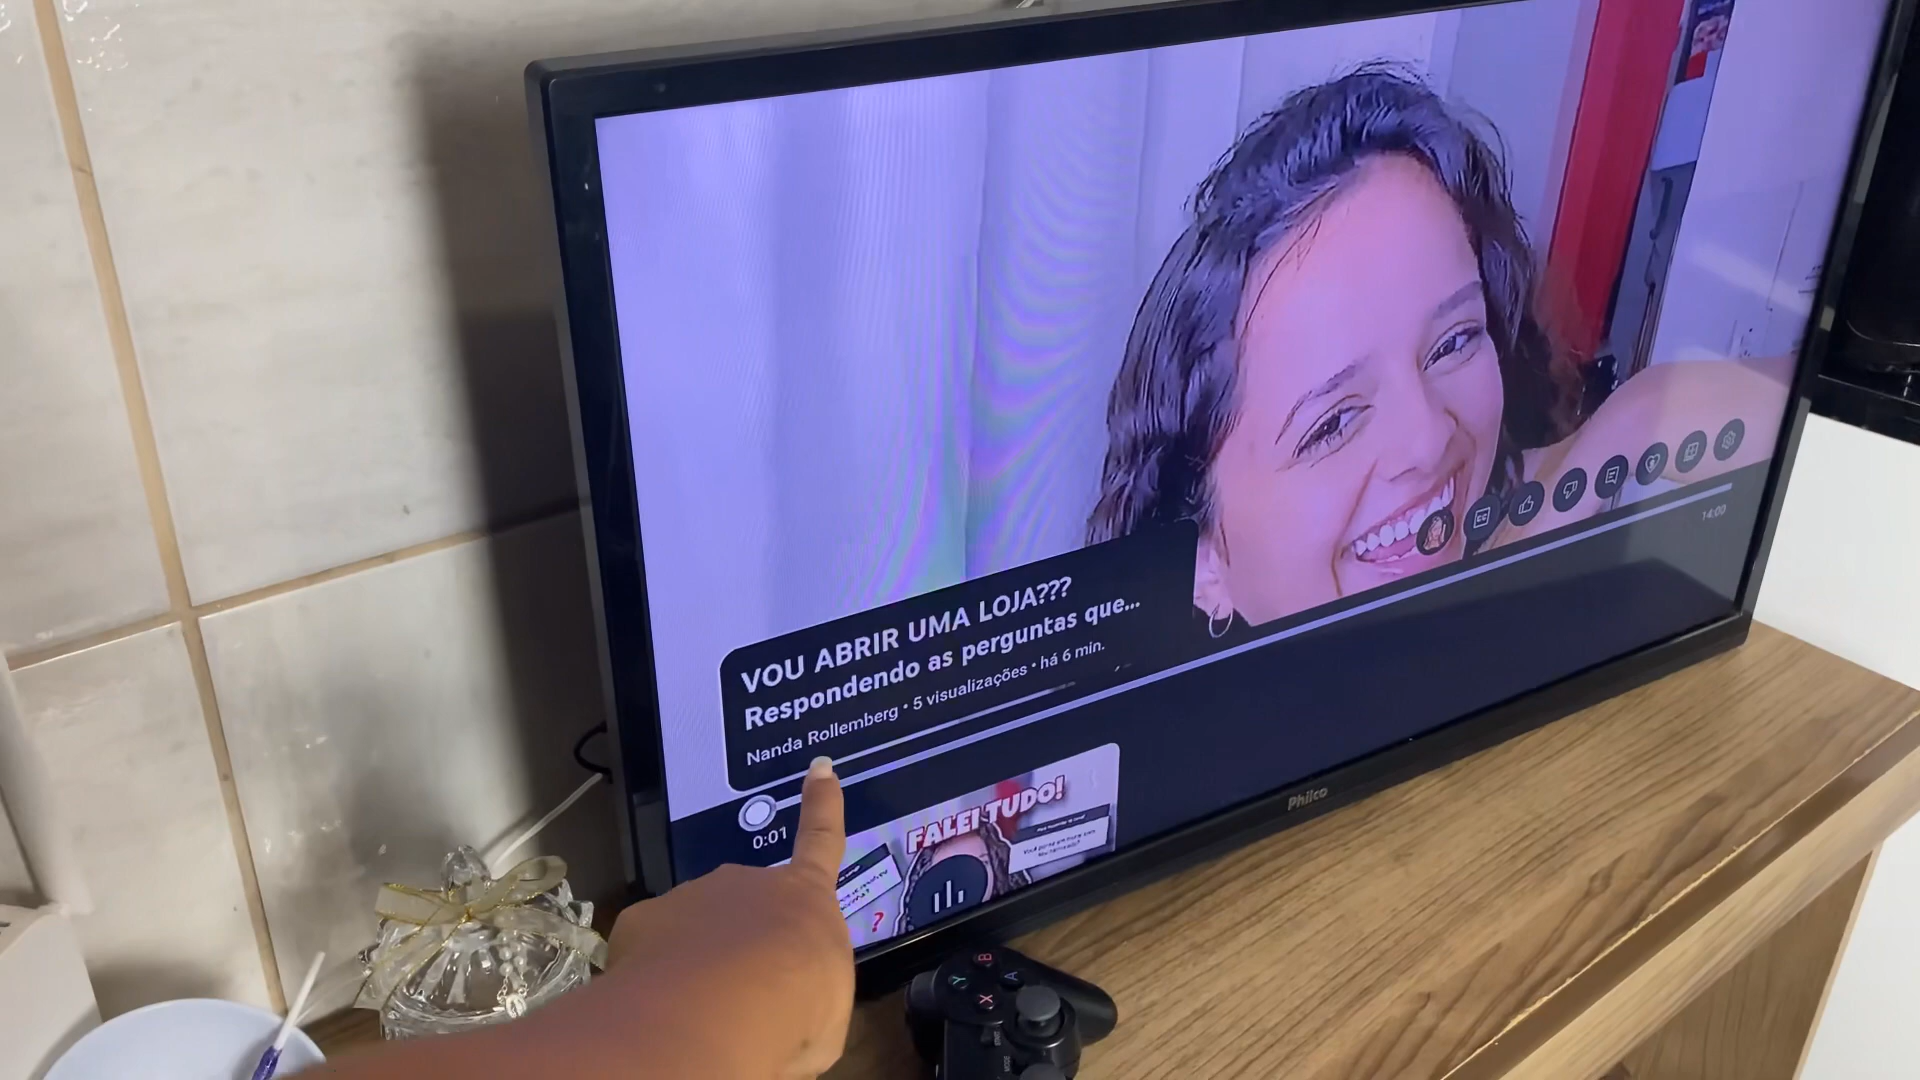 VOU ABRIR UMA LOJA???
Respondendo as perguntas que...
Nanda Rollemberg • 5 visualizações • há 6 min.
CC
14:00
0:01
FALEI TUDO!
?
Philco
Y
B
A
X